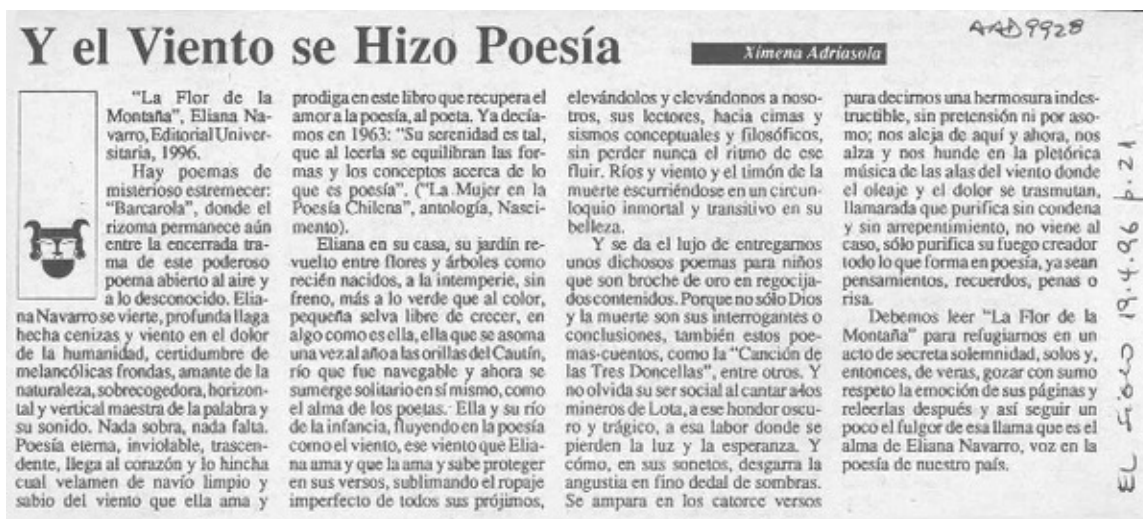 AAD9928
Y el Viento se Hizo Poesía
Ximena Adriasola
"La Flor de la
Montaña", Eliana Na-
varro, Editorial Univer-
sitaria, 1996.
Hay poemas de
misterioso estremecer:
"Barcarola", donde el
rizoma permanece aún
entre la encerrada tra-
ma de este poderoso
poema abierto al aire y
a lo desconocido. Elia-
na Navarro se vierte, profunda llaga
hecha cenizas y viento en el dolor
de la humanidad, certidumbre de
melancólicas frondas, amante de la
naturaleza, sobrecogedora, horizon-
tal y vertical maestra de la palabra y
su sonido. Nada sobra, nada falta.
Poesía eterna, inviolable, trascen-
dente, llega al corazón y lo hincha
cual velamen de navío limpio y
sabio del viento que ella ama y
prodiga en este libro que recupera el
amor a la poesía, al poeta. Ya decía-
mos en 1963: "Su serenidad es tal,
que al leerla se equilibran las for-
mas y los conceptos acerca de lo
que es poesía". ("La Mujer en la
Poesía Chilena", antología, Nasci-
mento).
Eliana en su casa, su jardín re-
vuelto entre flores y árboles como
recién nacidos, a la intemperie, sin
freno, más a lo verde que al color,
pequeña selva libre de crecer, en
algo como es ella, ella que se asoma
una vez al año a las orillas del Cautín,
río que fue navegable y ahora se
sumerge solitario en sí mismo, como
el alma de los poetas. Ella y su río
de la infancia, fluyendo en la poesía
como el viento, ese viento que Elia-
na ama y que la ama y sabe proteger
en sus versos, sublimando el ropaje
imperfecto de todos sus prójimos,
elevándolos y elevándonos a noso-
tros, sus lectores, hacia cimas y
sismos conceptuales y filosóficos,
sin perder nunca el ritmo de ese
fluir. Ríos y viento y el timón de la
muerte escurriéndose en un circun-
loquio inmortal y transitivo en su
belleza.
Y se da el lujo de entregarnos
unos dichosos poemas para niños
que son broche de oro en regocija-
dos contenidos. Porque no sólo Dios
y la muerte son sus interrogantes o
conclusiones, también estos poe-
mas-cuentos, como la "Canción de
las Tres Doncellas", entre otros. Y
no olvida su ser social al cantar a los
mineros de Lota, a ese hondor oscu-
ro y trágico, a esa labor donde se
pierden la luz y la esperanza. Y
cómo, en sus sonetos, desgarra la
angustia en fino dedal de sombras.
Se ampara en los catorce versos
para decirnos una hermosura indes-
tructible, sin pretensión ni por aso-
mo; nos aleja de aquí y ahora, nos
alza y nos hunde en la pletórica
música de las alas del viento donde
el oleaje y el dolor se trasmutan,
llamarada que purifica sin condena
y sin arrepentimiento, no viene al
caso, sólo purifica su fuego creador
todo lo que forma en poesía, ya sean
pensamientos, recuerdos, penas o
risa.
Debemos leer "La Flor de la
Montaña" para refugiarnos en un
acto de secreta solemnidad, solos y,
entonces, de veras, gozar con sumo
respeto la emoción de sus páginas y
releerlas después y así seguir un
poco el fulgor de esa llama que es el
alma de Eliana Navarro, voz en la
poesía de nuestro país.
19.4.96 p. 21